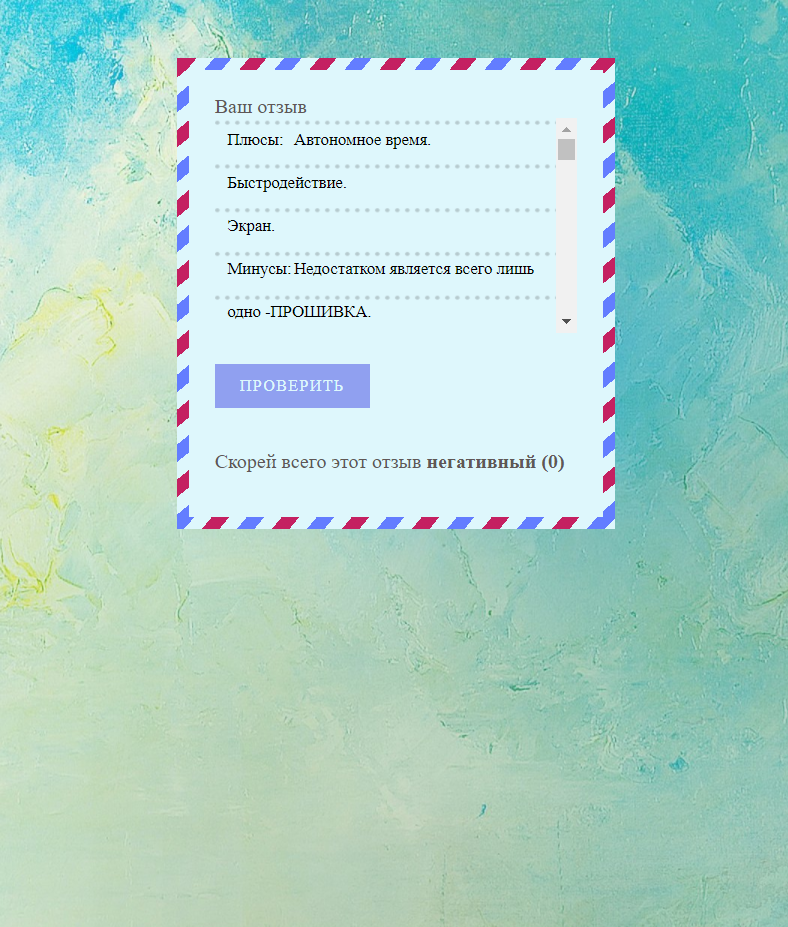 Ваш отзыв
Плюсы: Автономное время.
Быстродействие.
Экран.
Минусы: Недостатком является всего лишь
одно -ПРОШИВКА.
ПРОВЕРИТЬ
Скорей всего этот отзыв негативный (0)